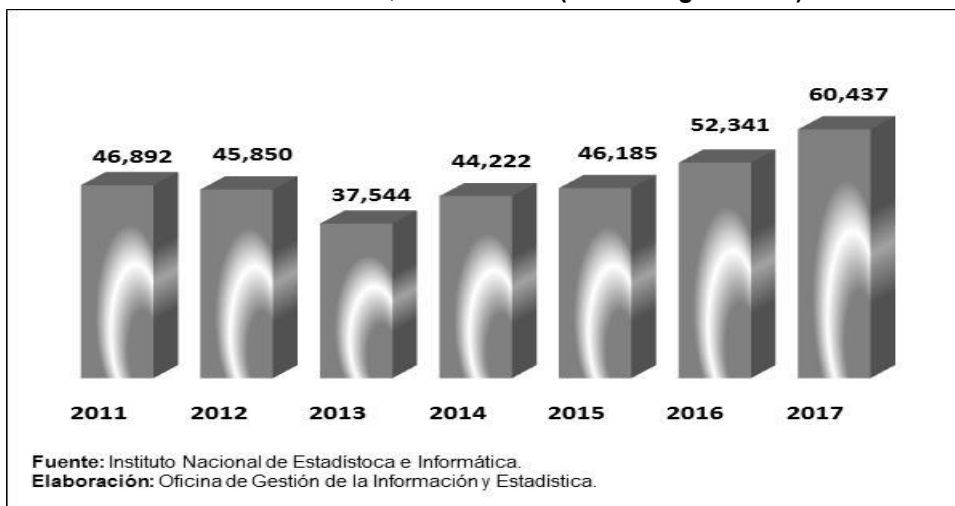 46,892
45,850
37,544
44,222
46,185
52,341
60,437
2011 2012 2013 2014 2015 2016 2017
Fuente: Instituto Nacional de Estadístoca e Informática.
Elaboración: Oficina de Gestión de la Información y Estadística.